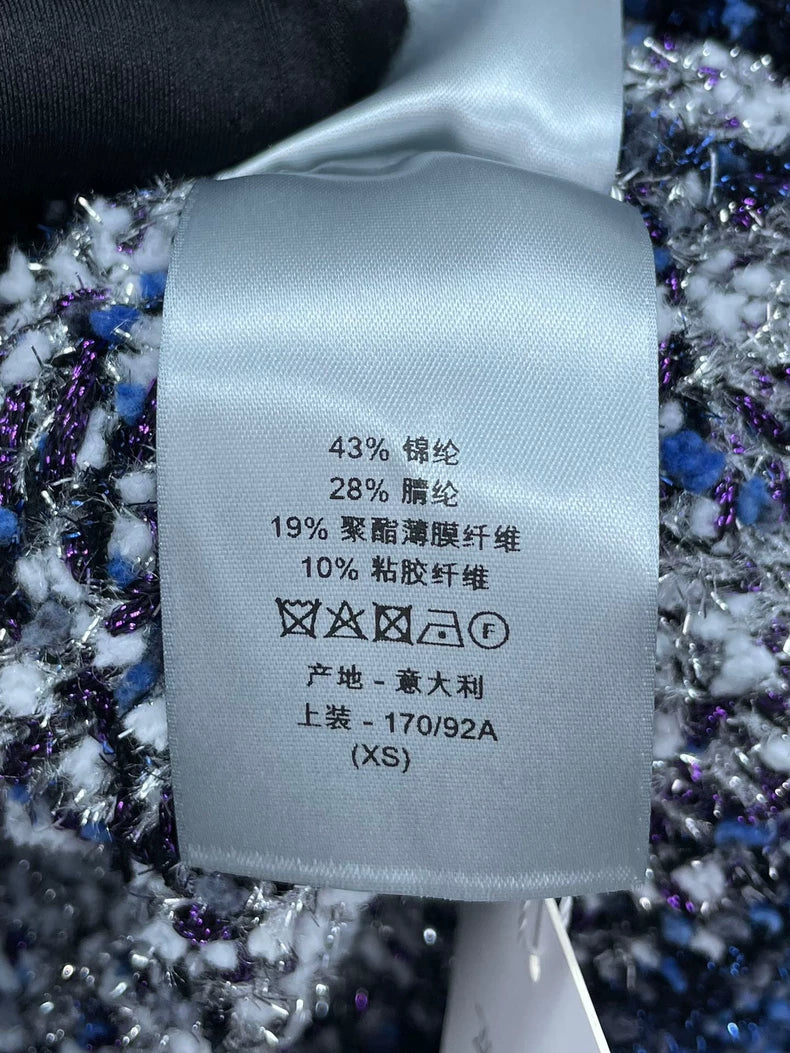 43% 锦纶
28% 腈纶
19% 聚酯薄膜纤维
10% 粘胶纤维
F
产地 - 意大利
上装 - 170/92A
(XS)